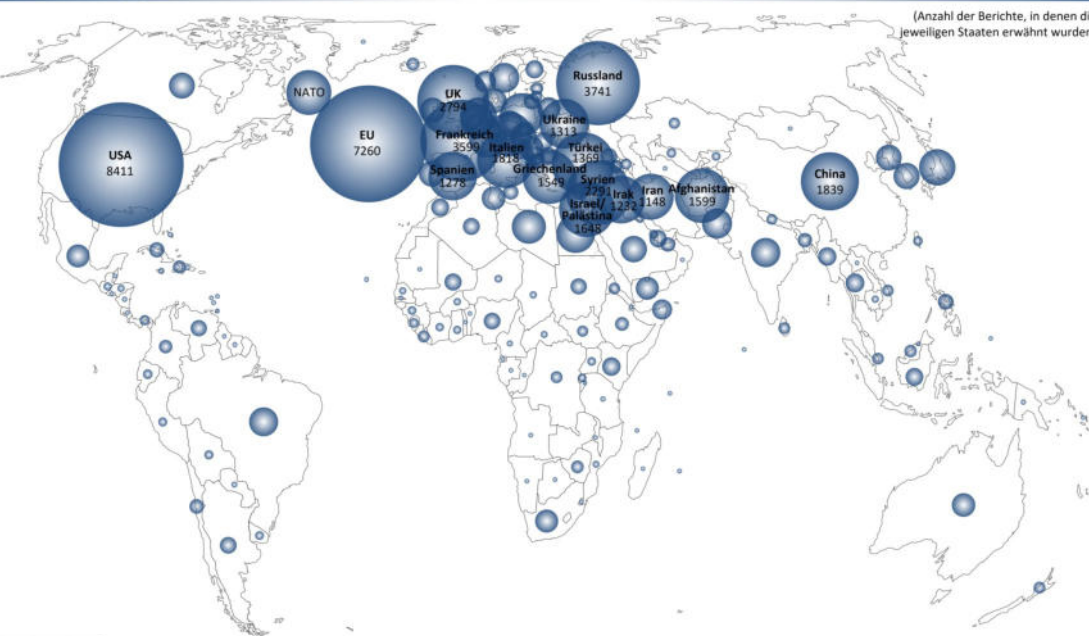 (Anzahl der Berichte, in denen di
jeweiligen Staaten erwähnt wurder
USA
8411
NATO
EU
7260
UK
2794
Russland
3741
Frankreich
3599
Ukraine
1313
Italien
1818
Türkei
1369
Spanien
1278
Griechenland
1549
Syrien
2291
Irak
1232
Israel/
Palästina
1648
Iran
1148
Afghanistan
1599
China
1839